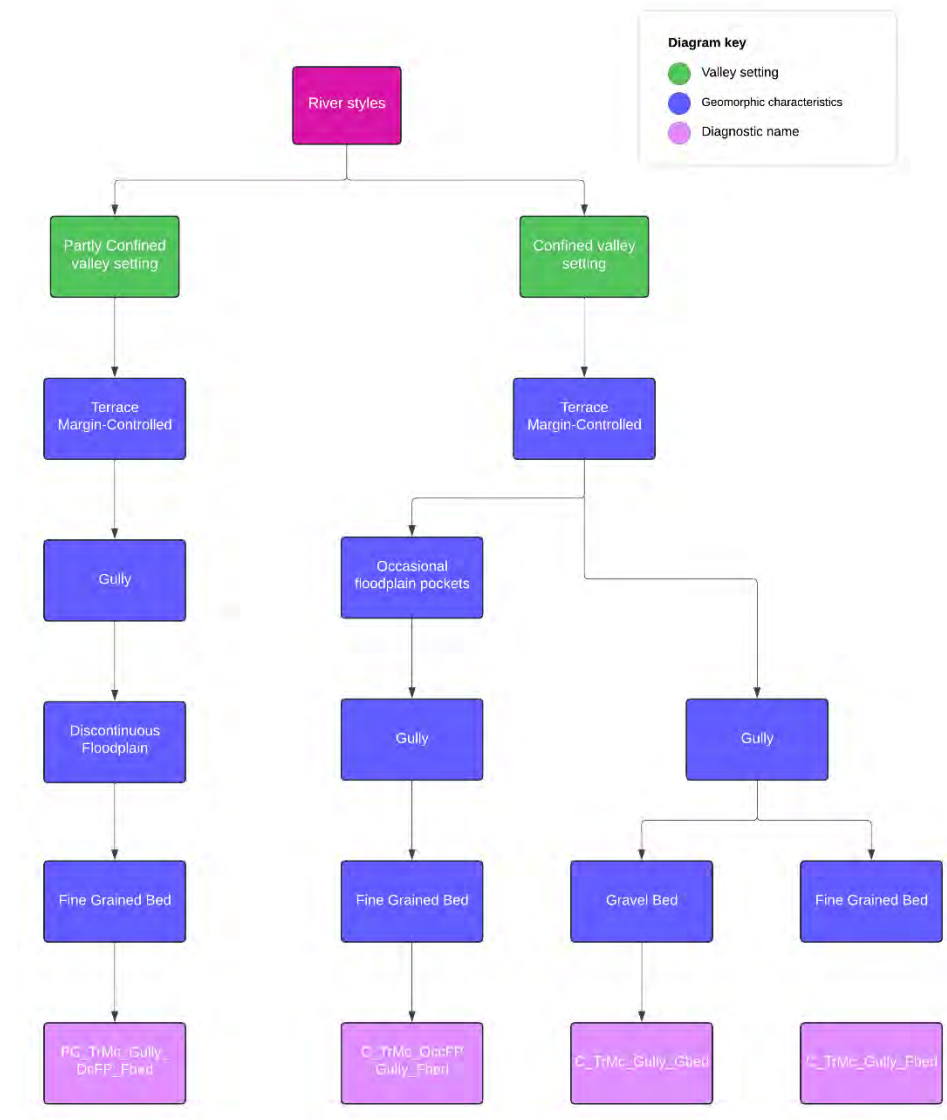 Diagram key
Valley setting
Geomorphic characteristics
Diagnostic name
River styles
Partly Confined
valley setting
Confined valley
setting
Terrace
Margin-Controlled
Terrace
Margin-Controlled
Occasional
floodplain pockets
Gully
Discontinuous
Floodplain
Gully
Gully
Fine Grained Bed
Fine Grained Bed
Gravel Bed
Fine Grained Bed
PC_TrMc_Gully_
DcFP_Fbed
C_TrMc_OccFP
Gully_Fbed
C_TrMc_Gully_Gbed
C_TrMc_Gully_Fbed